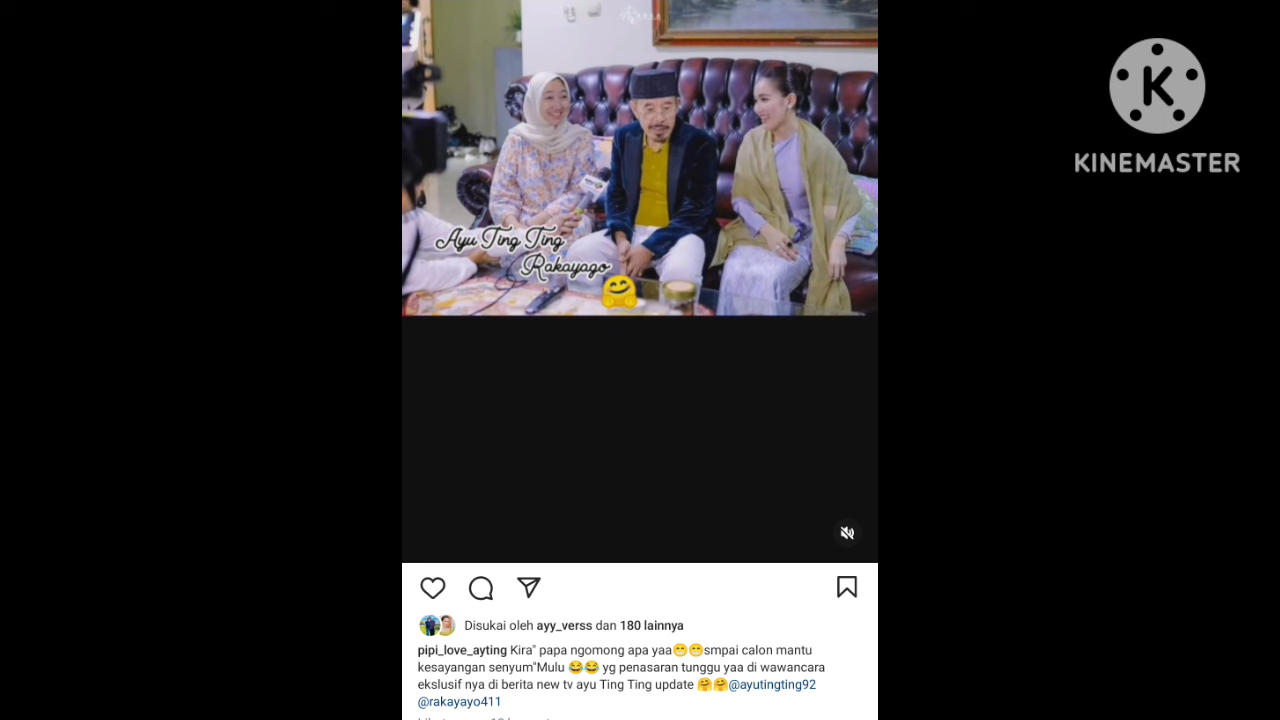 KINEMASTER
Ayu Ting Ting
Rakayago
Disukai oleh ayy_verss dan 180 lainnya
pipi_love_ayting Kira" papa ngomong apa yaa😁😁smpai calon mantu
kesayangan senyum"Mulu 😂😂 yg penasaran tunggu yaa di wawancara
ekslusif nya di berita new tv ayu Ting Ting update 🤗🤗@ayutingting92
@rakayayo411